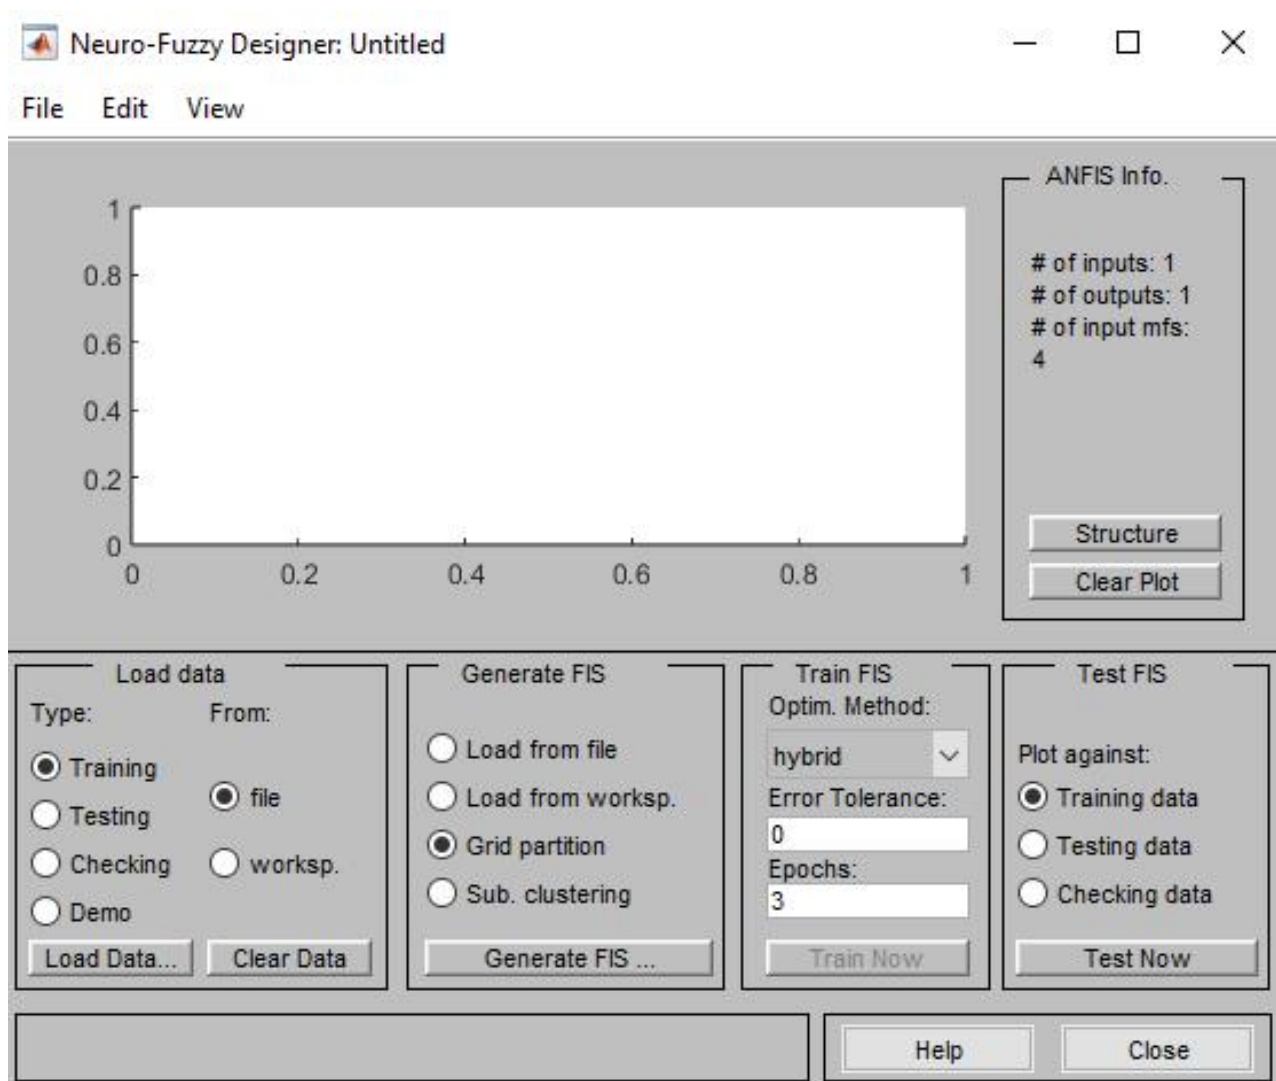 Neuro-Fuzzy Designer: Untitled
File Edit View
ANFIS Info.
# of inputs: 1
# of outputs: 1
# of input mfs:
4
Structure
Clear Plot
1
0.8
0.6
0.4
0.2
0
0 0.2 0.4 0.6 0.8 1
Load data
Type: From:
Training
file
Testing
Checking
worksp.
Demo
Load Data... Clear Data
Generate FIS
Load from file
Load from worksp.
Grid partition
Sub. clustering
Generate FIS ...
Train FIS
Optim. Method:
hybrid
Error Tolerance:
0
Epochs:
3
Train Now
Test FIS
Plot against:
Training data
Testing data
Checking data
Test Now
Help Close